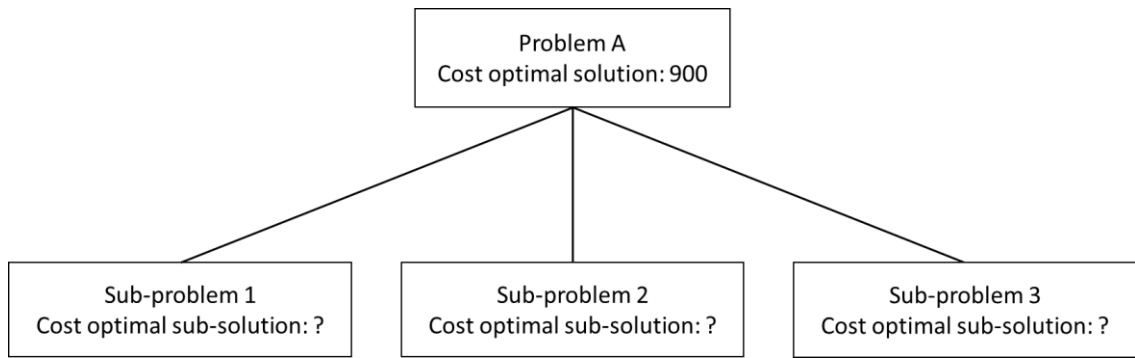 Problem A
Cost optimal solution: 900
Sub-problem 1
Cost optimal sub-solution: ?
Sub-problem 2
Cost optimal sub-solution: ?
Sub-problem 3
Cost optimal sub-solution: ?